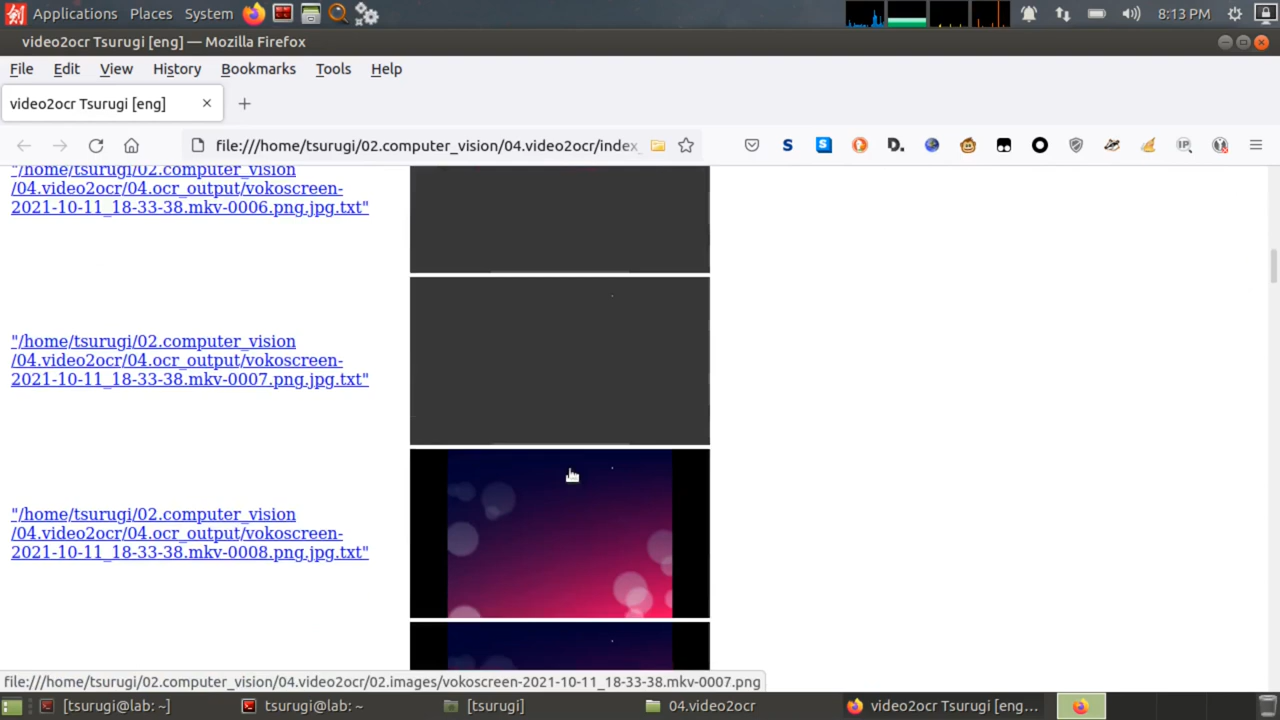 Applications Places System
8:13 PM
video2ocr Tsurugi [eng] — Mozilla Firefox
File Edit View History Bookmarks Tools Help
video2ocr Tsurugi [eng]
file:///home/tsurugi/02.computer_vision/04.video2ocr/index
S S D. IP
"/home/tsurugi/02.computer_vision
/04.video2ocr/04.ocr_output/vokoscreen-
2021-10-11_18-33-38.mkv-0006.png.jpg.txt"
"/home/tsurugi/02.computer_vision
/04.video2ocr/04.ocr_output/vokoscreen-
2021-10-11_18-33-38.mkv-0007.png.jpg.txt"
"/home/tsurugi/02.computer_vision
/04.video2ocr/04.ocr_output/vokoscreen-
2021-10-11_18-33-38.mkv-0008.png.jpg.txt"
file:///home/tsurugi/02.computer_vision/04.video2ocr/02.images/vokoscreen-2021-10-11_18-33-38.mkv-0007.png
[tsurugi@lab: ~] tsurugi@lab: ~ [tsurugi] 04.video2ocr video2ocr Tsurugi [eng...